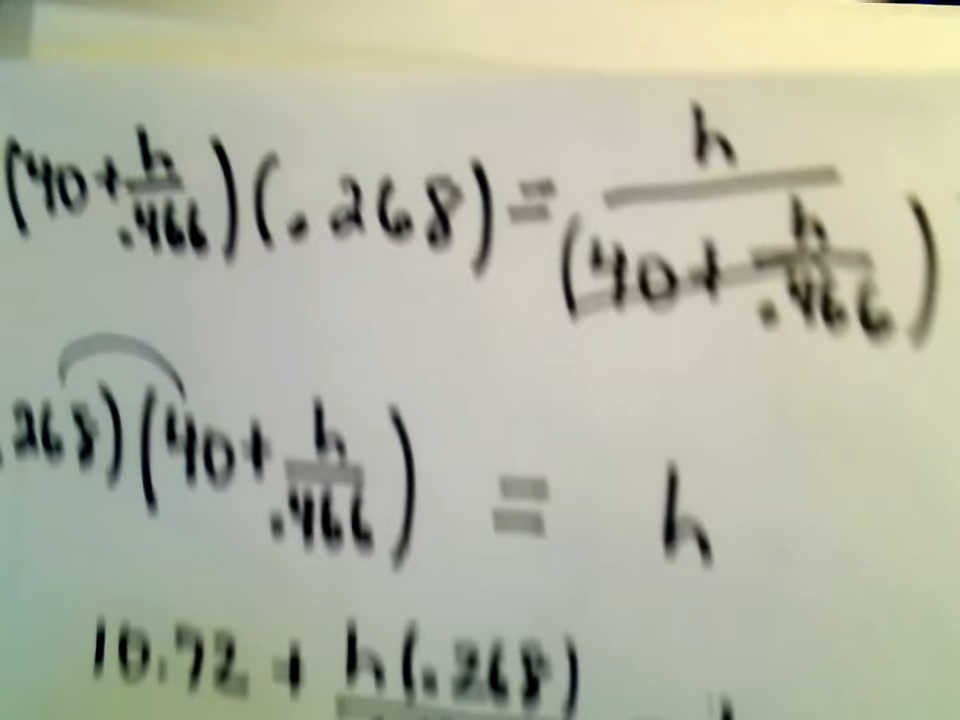 (40 + h/.466)(.268) = h/(40 + h/.466)
.268)(40 + h/.466) = h
10.72 + h(.268)